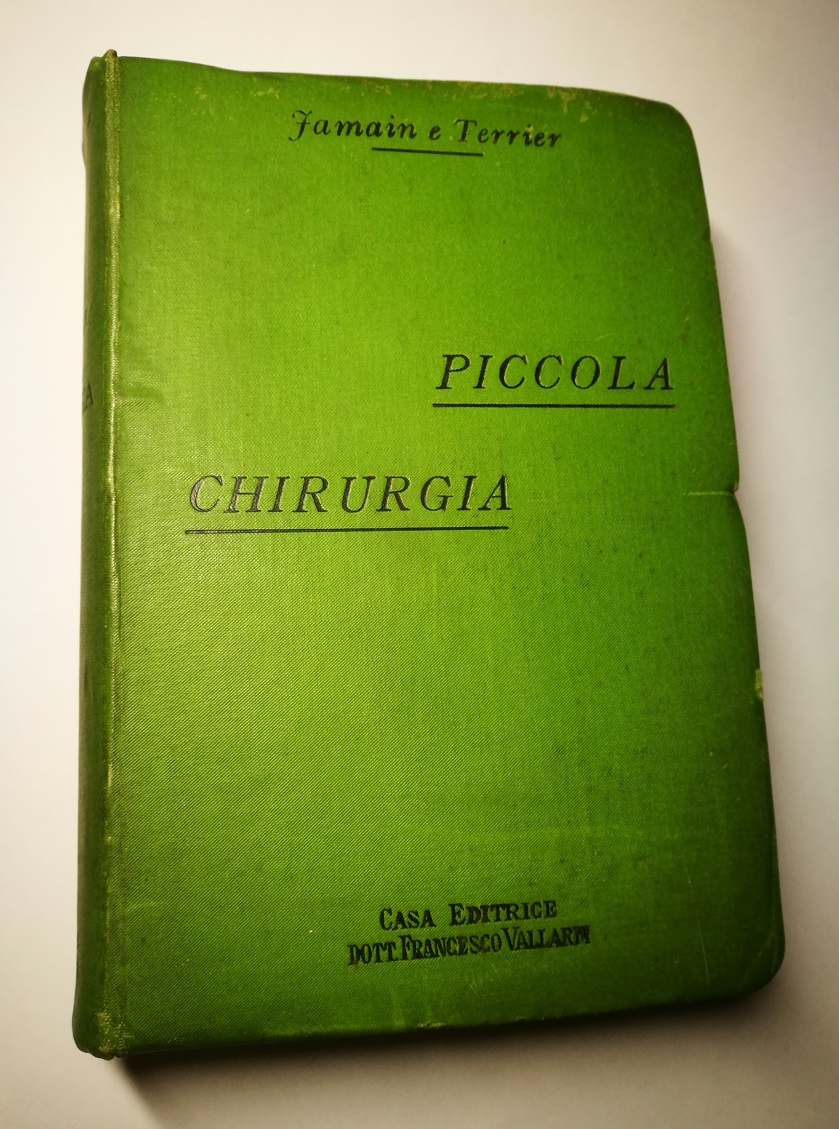 Jamain e Terrier
PICCOLA
CHIRURGIA
CASA EDITRICE
DOTT. FRANCESCO VALLARDI